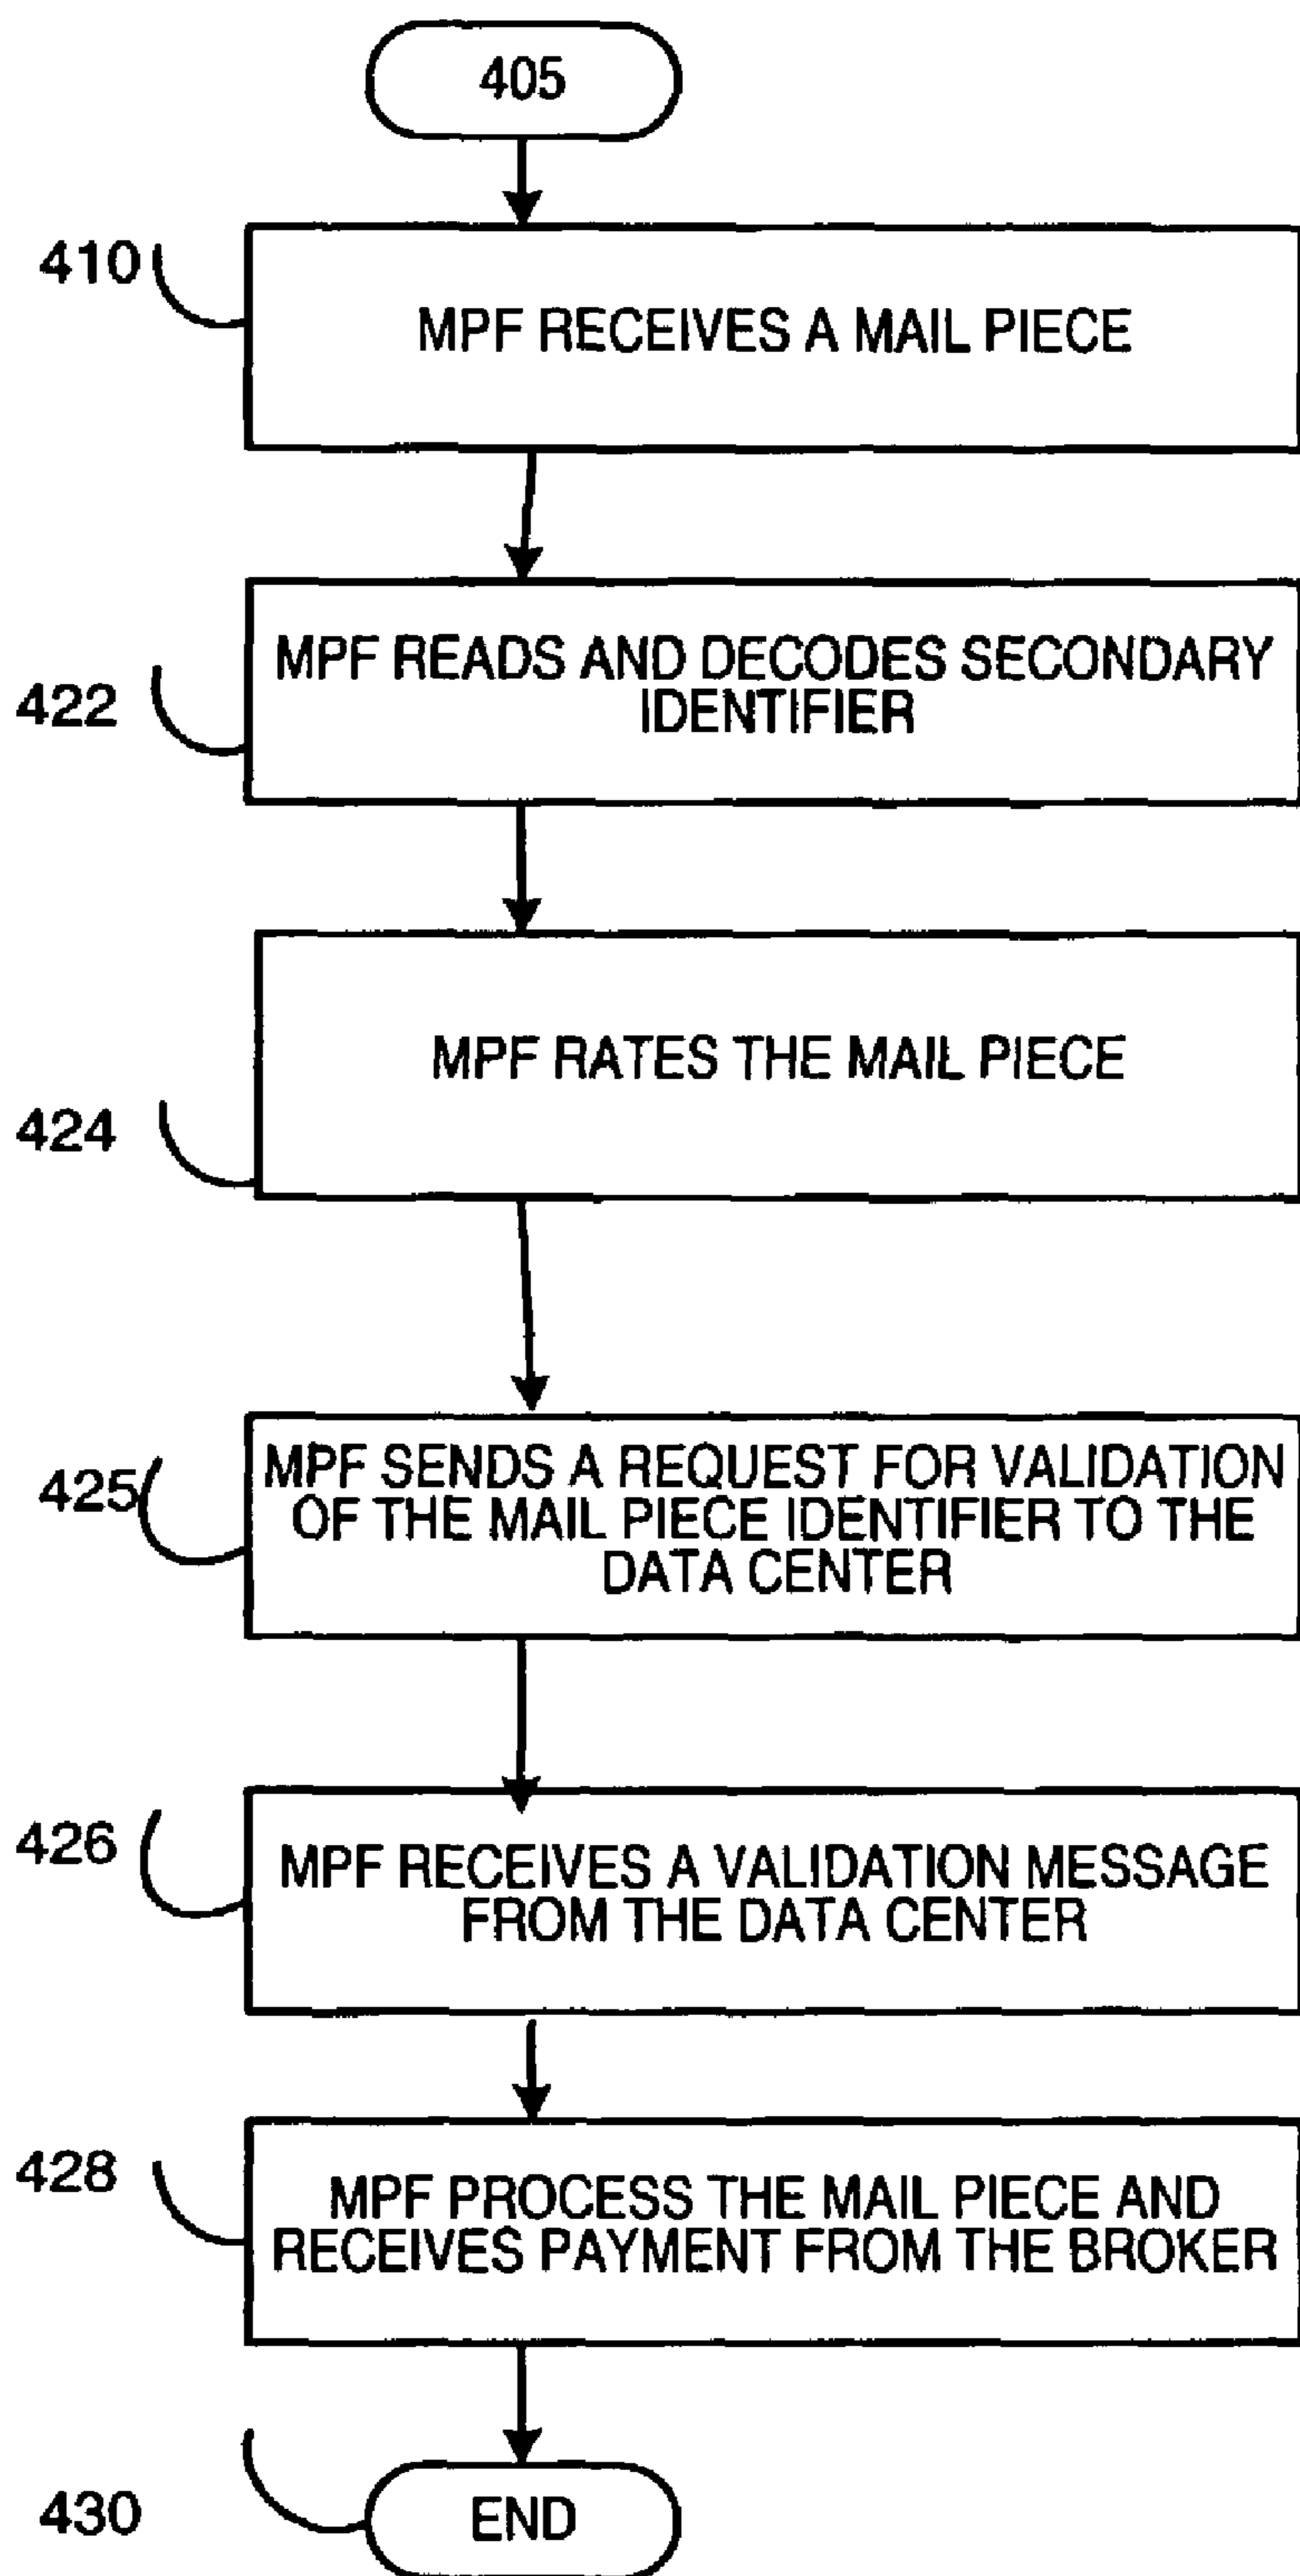 405
410
MPF RECEIVES A MAIL PIECE
MPF READS AND DECODES SECONDARY
IDENTIFIER
422
MPF RATES THE MAIL PIECE
424
MPF SENDS A REQUEST FOR VALIDATION
425
OF THE MAIL PIECE IDENTIFIER TO THE
DATA CENTER
426
MPF RECEIVES A VALIDATION MESSAGE
FROM THE DATA CENTER
428
MPF PROCESS THE MAIL PIECE AND
RECEIVES PAYMENT FROM THE BROKER
430
END